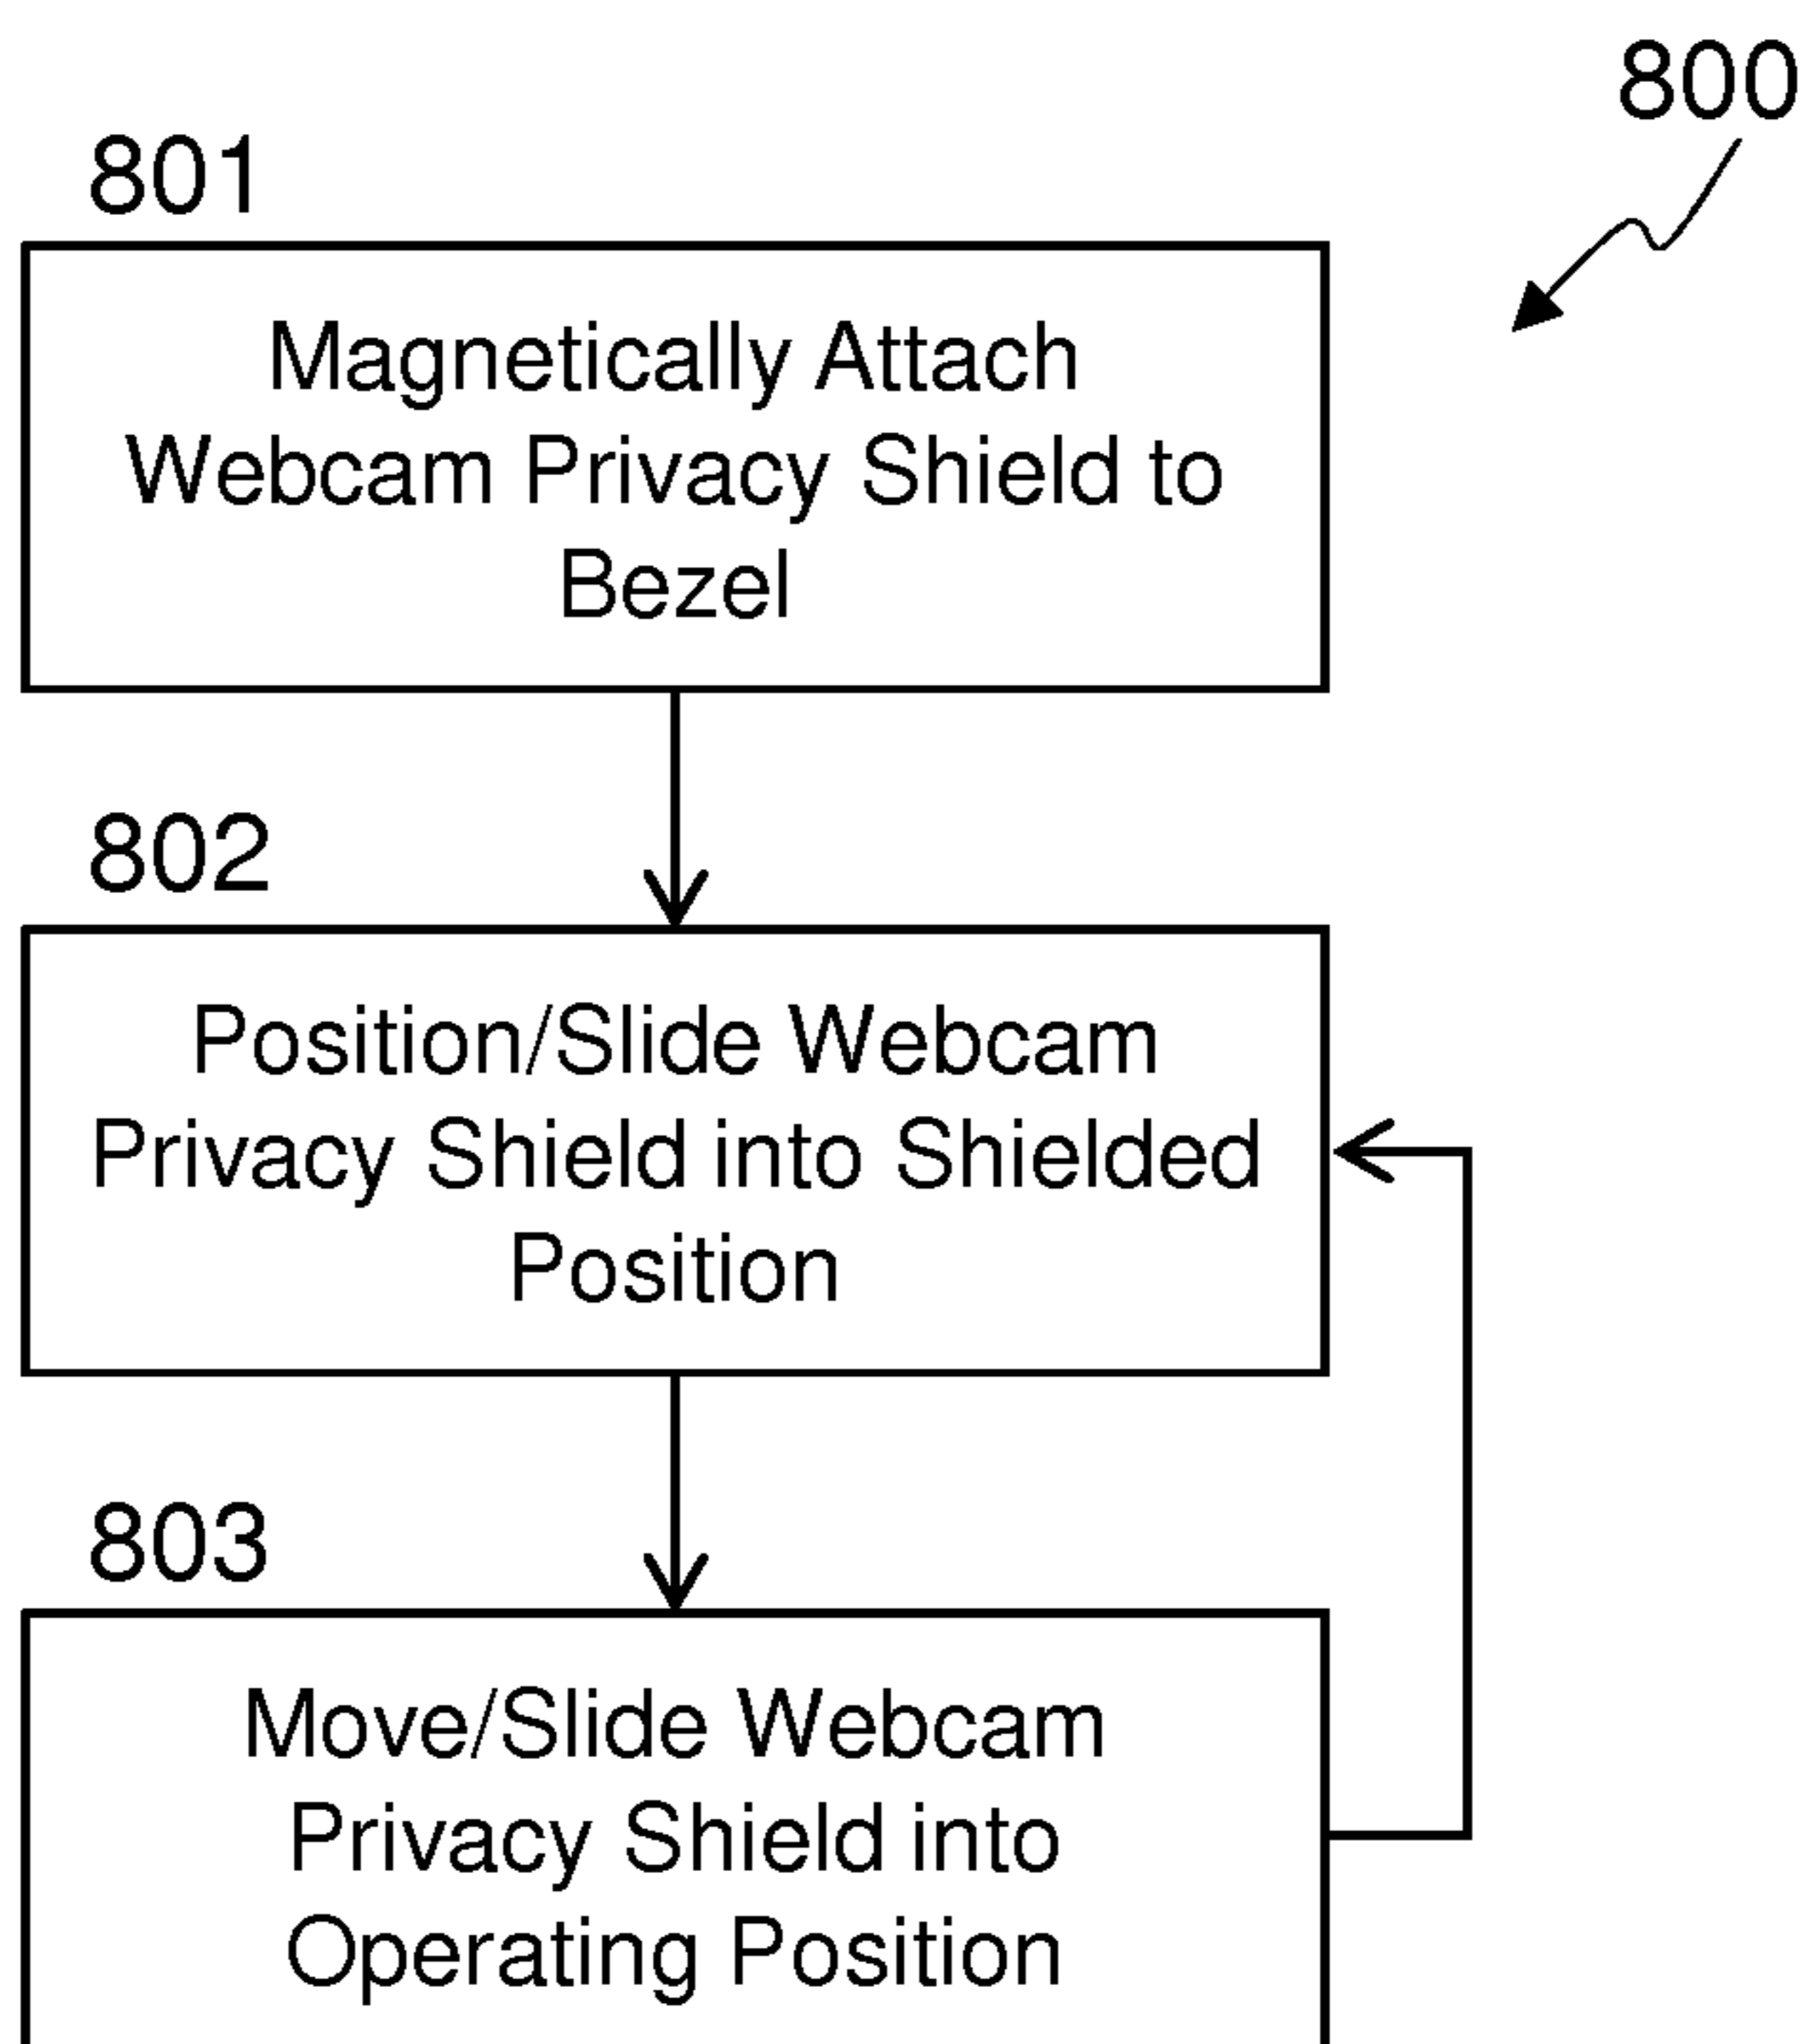 800
801
Magnetically Attach
Webcam Privacy Shield to
Bezel
802
Position/Slide Webcam
Privacy Shield into Shielded
Position
803
Move/Slide Webcam
Privacy Shield into
Operating Position